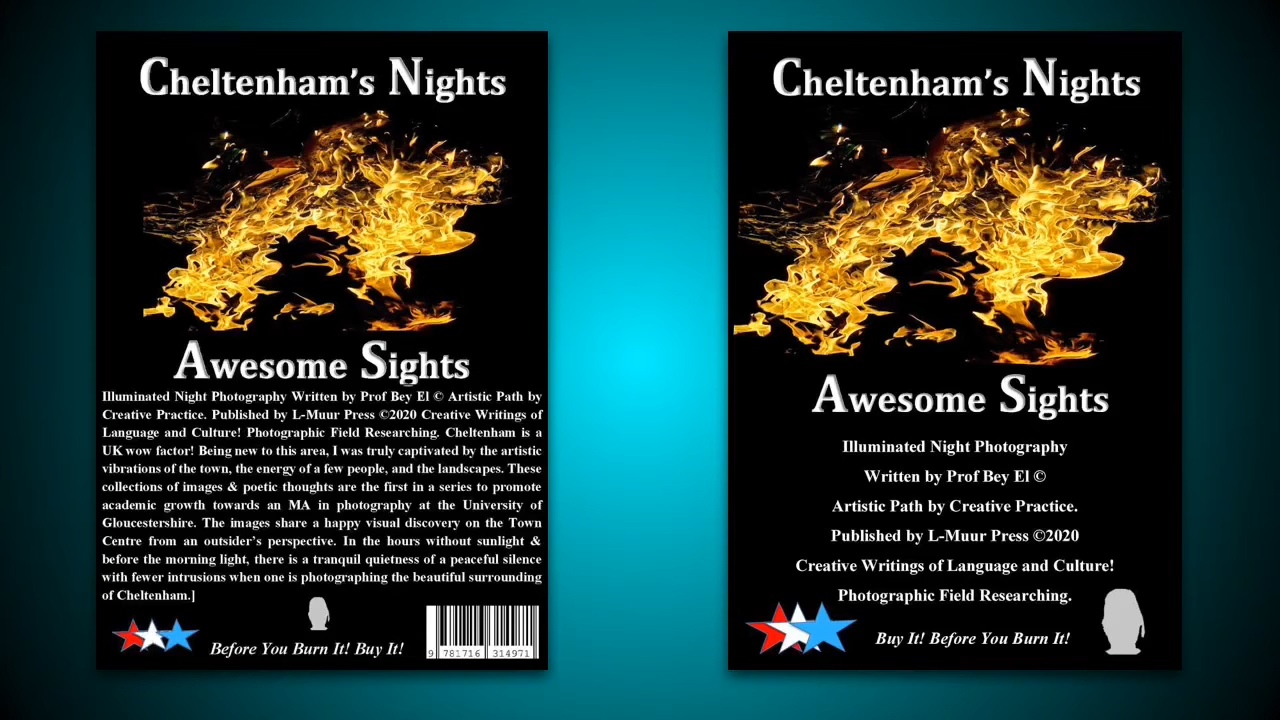 Cheltenham's Nights
Awesome Sights
Illuminated Night Photography Written by Prof Bey El © Artistic Path by
Creative Practice. Published by L-Muur Press ©2020 Creative Writings of
Language and Culture! Photographic Field Researching. Cheltenham is a
UK wow factor! Being new to this area, I was truly captivated by the artistic
vibrations of the town, the energy of a few people, and the landscapes. These
collections of images & poetic thoughts are the first in a series to promote
academic growth towards an MA in photography at the University of
Gloucestershire. The images share a happy visual discovery on the Town
Centre from an outsider's perspective. In the hours without sunlight &
before the morning light, there is a tranquil quietness of a peaceful silence
with fewer intrusions when one is photographing the beautiful surrounding
of Cheltenham.]
Before You Burn It! Buy It!
9 781716 314971
Cheltenham's Nights
Awesome Sights
Illuminated Night Photography
Written by Prof Bey El ©
Artistic Path by Creative Practice.
Published by L-Muur Press ©2020
Creative Writings of Language and Culture!
Photographic Field Researching.
Buy It! Before You Burn It!